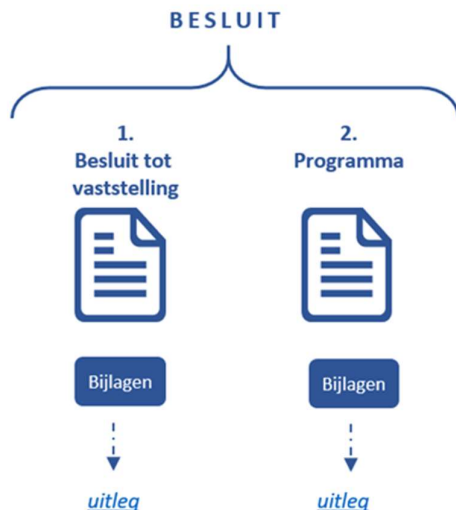 BESLUIT
1.
Besluit tot
vaststelling
2.
Programma
Bijlagen
Bijlagen
uitleg
uitleg